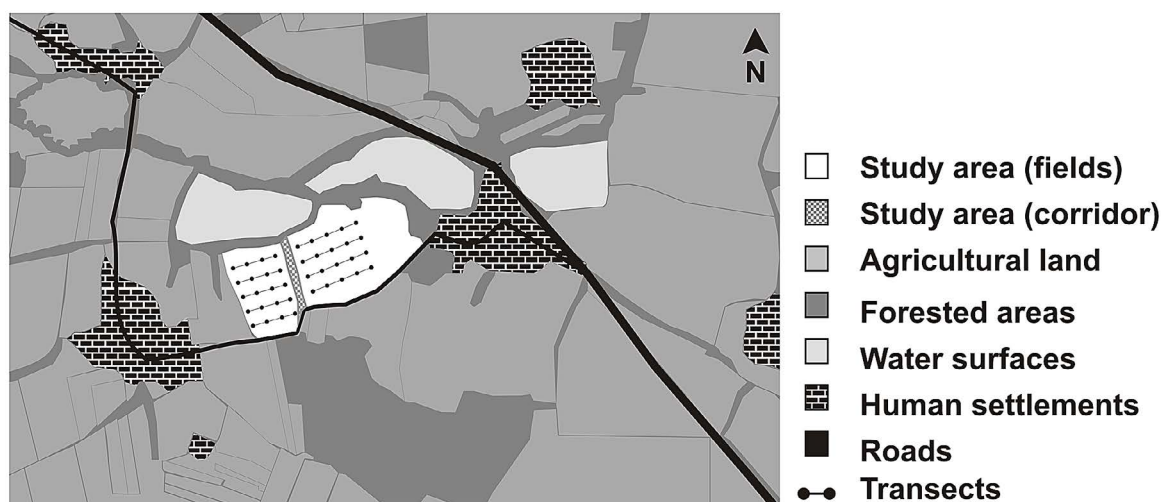 N
Study area (fields)
Study area (corridor)
Agricultural land
Forested areas
Water surfaces
Human settlements
Roads
Transects